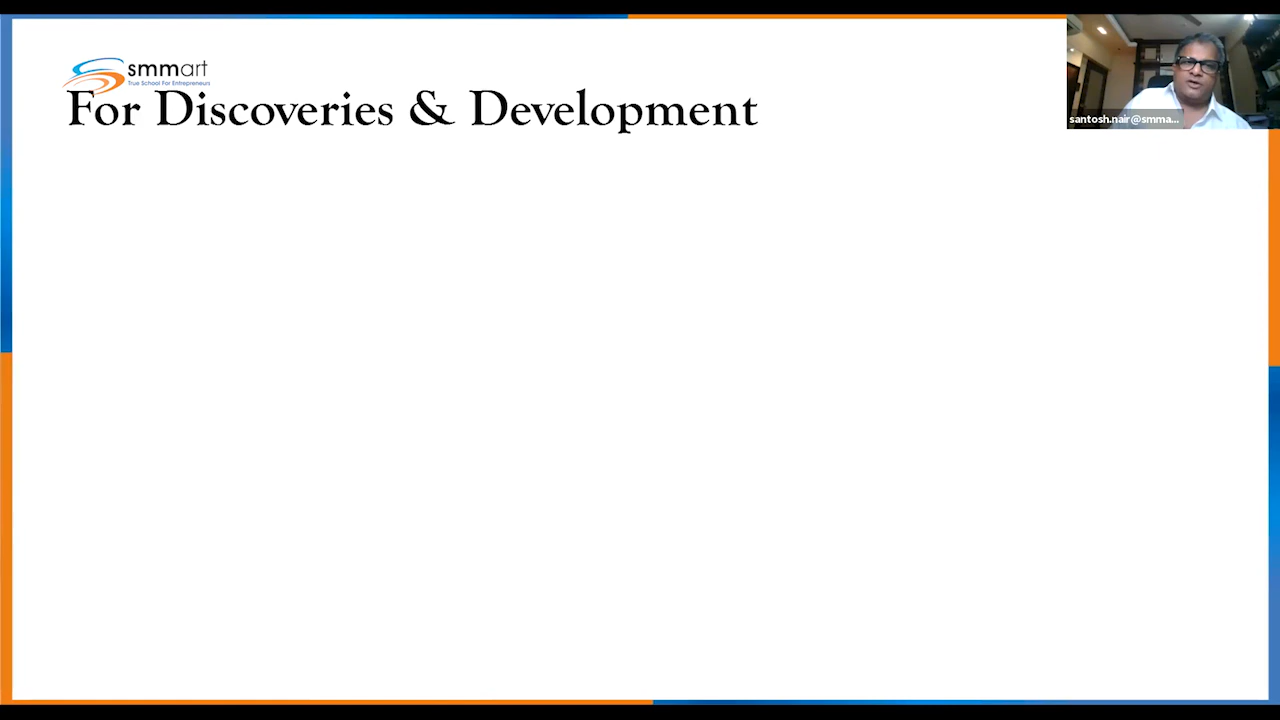 smmart
True School For Entrepreneurs
For Discoveries & Development
santosh.nair@smma...